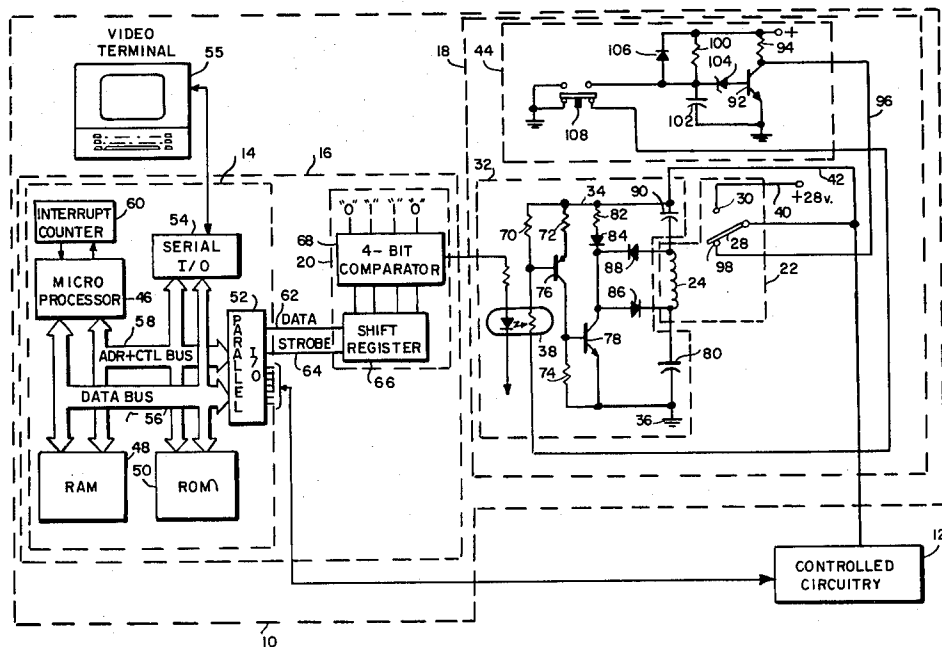 VIDEO
TERMINAL
55
18
44
106
100
94
+
104
92
102
108
96
14
16
32
42
INTERRUPT
COUNTER
60
54
SERIAL
I/O
"0" "1" "1" "0"
68
20
4-BIT
COMPARATOR
70
34
72
82
84
90
30
40
+28v.
28
98
22
88
24
MICRO
PROCESSOR
46
52
62
58
PARALLEL
I/O
DATA
STROBE
64
SHIFT
REGISTER
66
76
86
38
78
80
74
36
ADR+CTL BUS
DATA BUS
56
48
RAM
50
ROM
12
CONTROLLED
CIRCUITRY
10